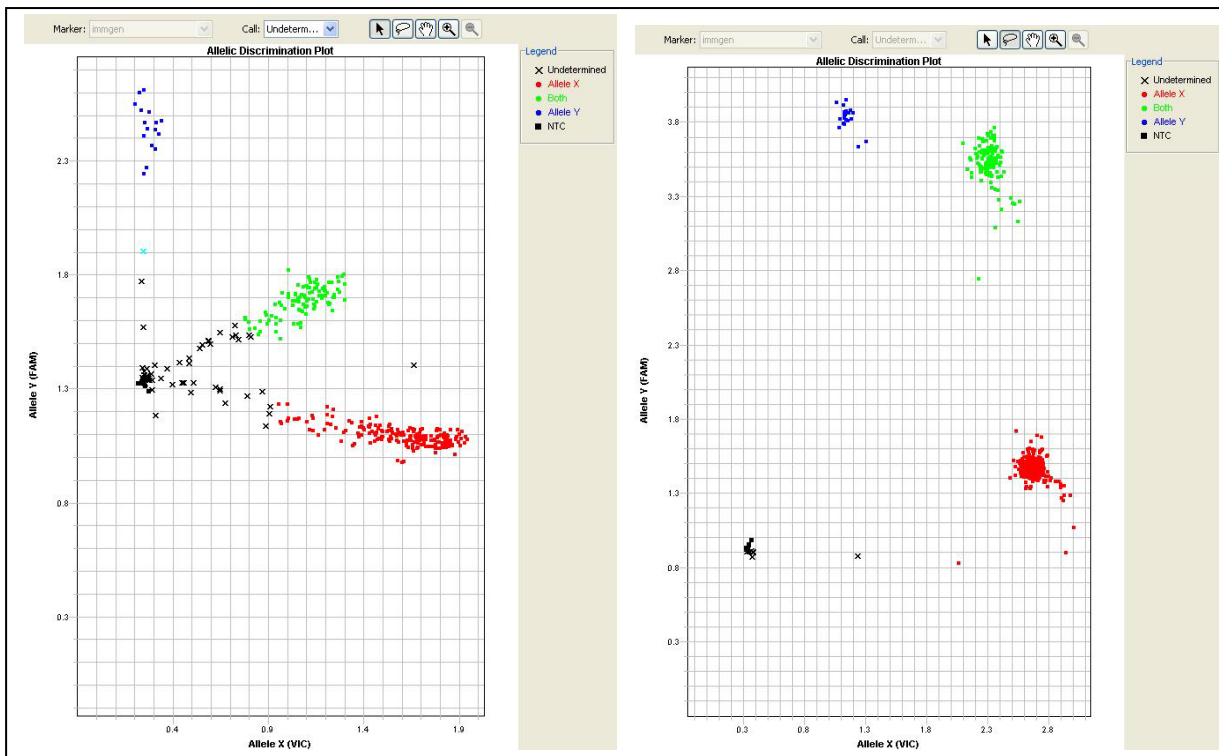 Marker: immgen Call: Undeterm...
Allelic Discrimination Plot
Legend
Undetermined
Allele X
Both
Allele Y
NTC
2.3
1.8
1.3
0.8
0.3
Allele Y (FAM)
0.4 0.9 1.4 1.9
Allele X (VIC)
Marker: immgen Call: Undeterm...
Allelic Discrimination Plot
Legend
Undetermined
Allele X
Both
Allele Y
NTC
3.8
3.3
2.8
2.3
1.8
1.3
0.8
0.3
Allele Y (FAM)
0.3 0.8 1.3 1.8 2.3 2.8
Allele X (VIC)